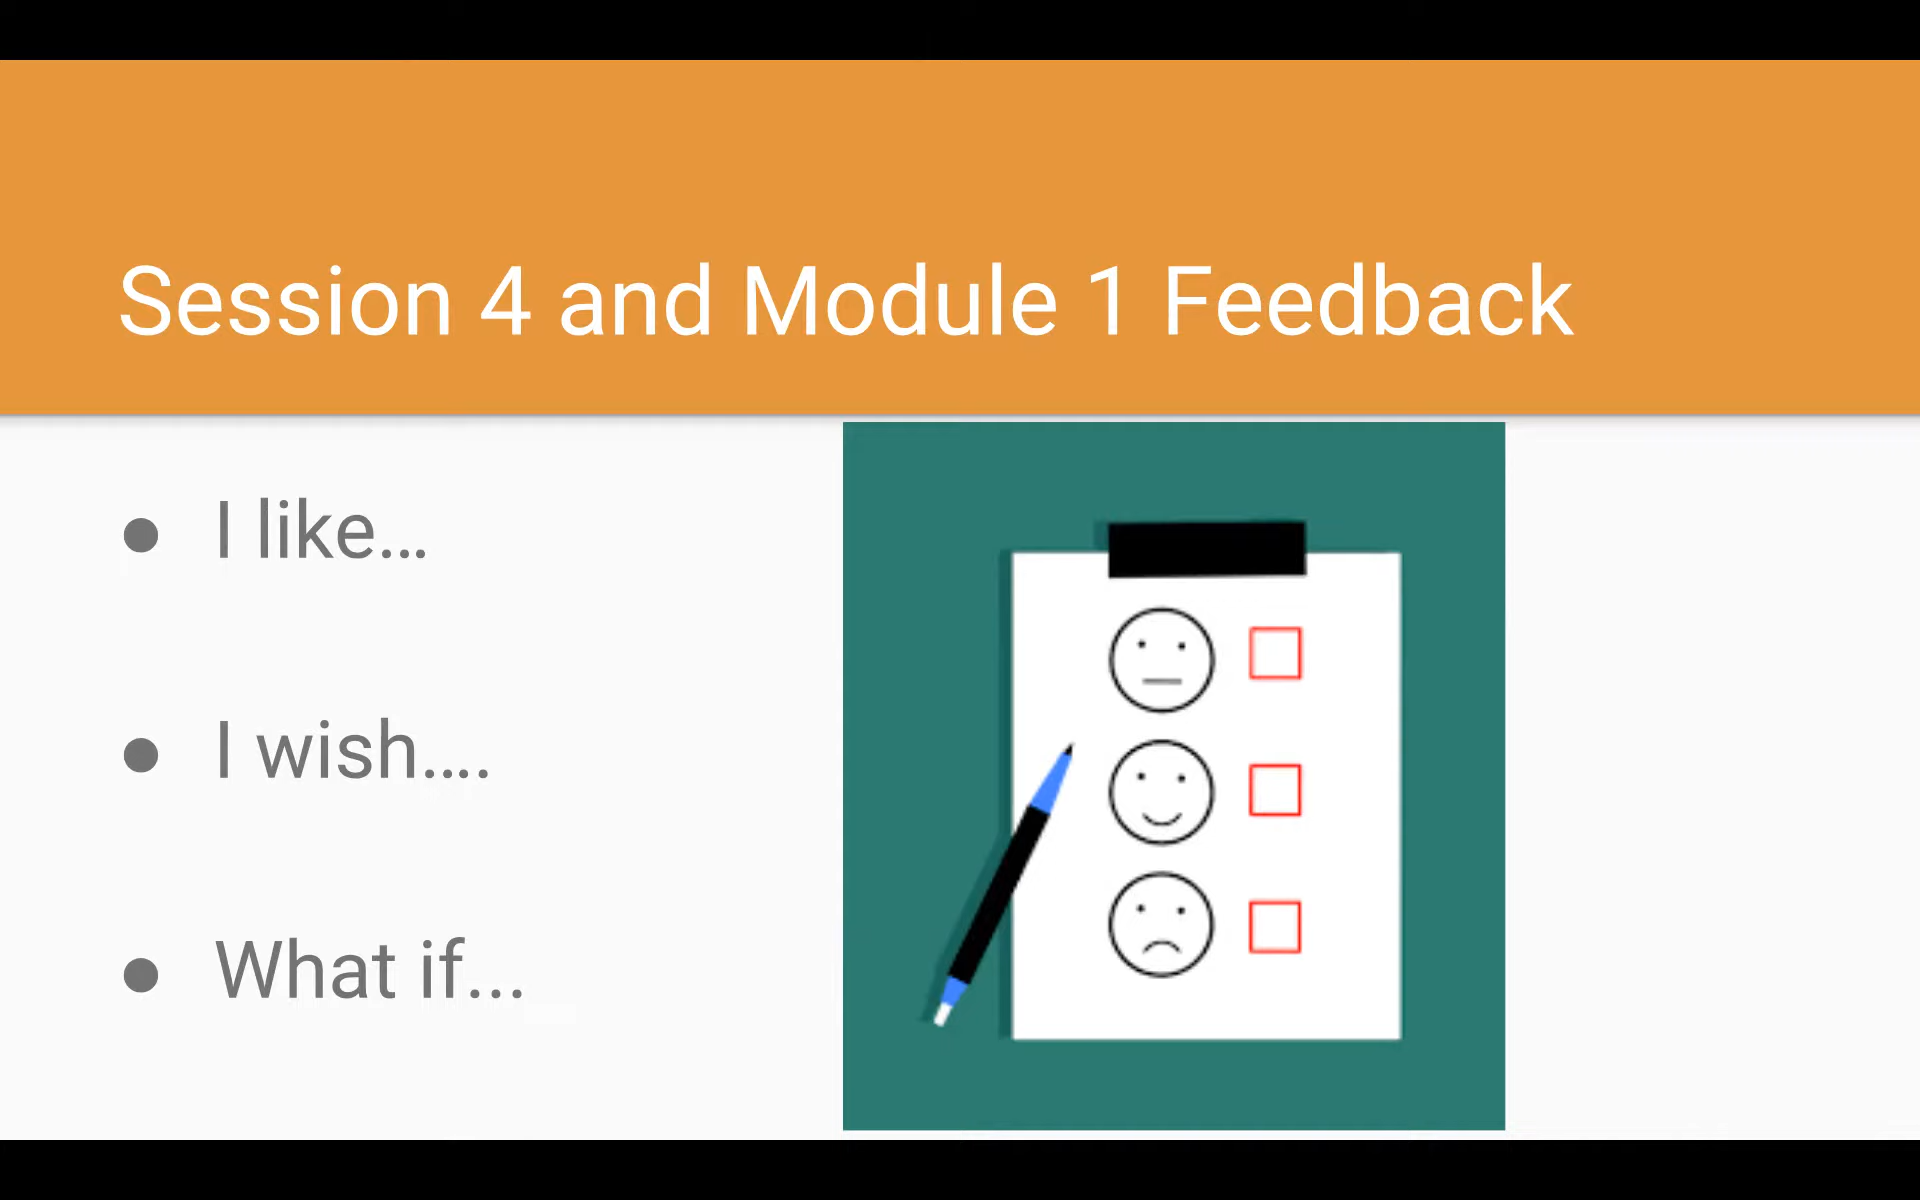 Session 4 and Module 1 Feedback
● I like...
● I wish....
● What if...